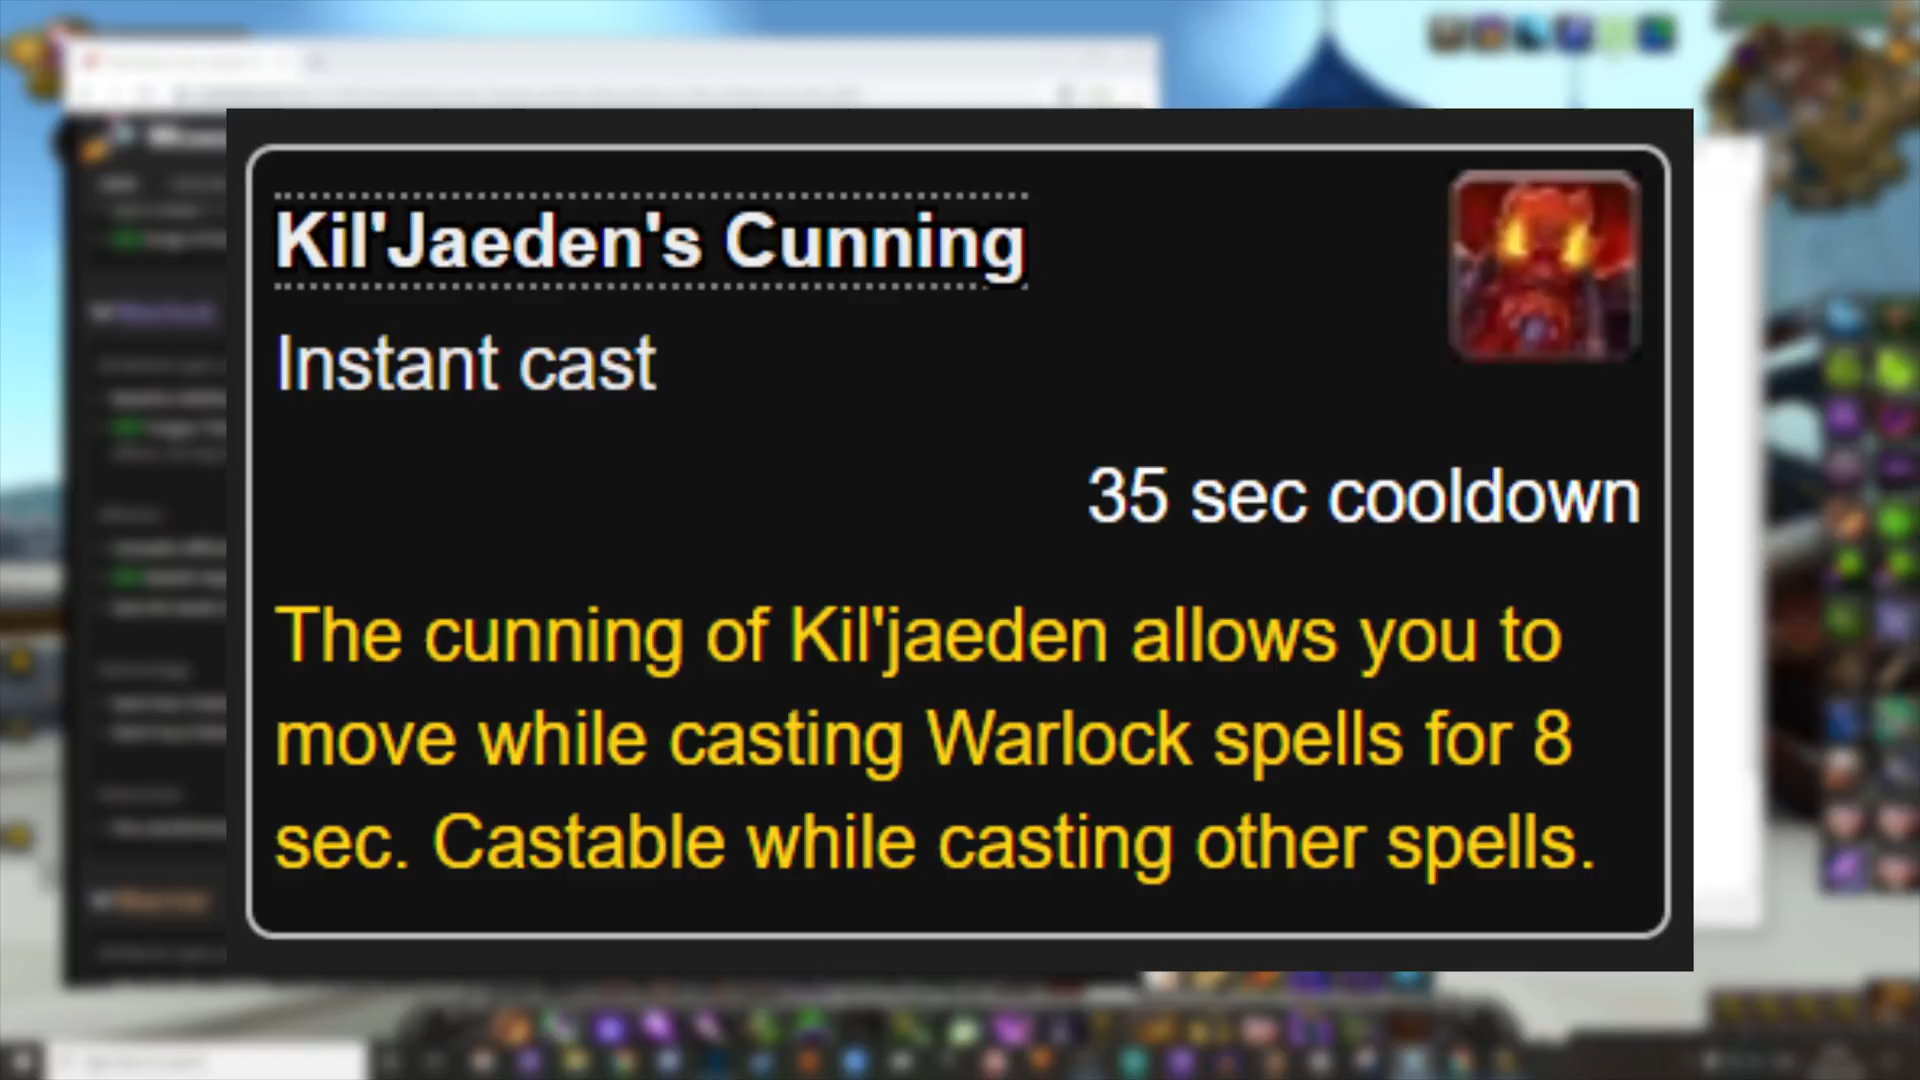 Kil'Jaeden's Cunning
Instant cast
35 sec cooldown
The cunning of Kil'jaeden allows you to
move while casting Warlock spells for 8
sec. Castable while casting other spells.